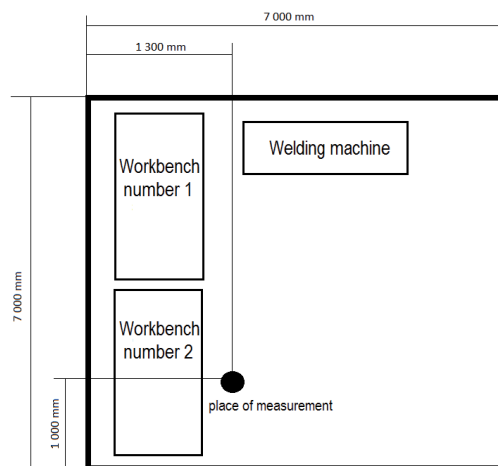 7 000 mm
1 300 mm
Workbench
number 1
Welding machine
7 000 mm
Workbench
number 2
1 000 mm
place of measurement